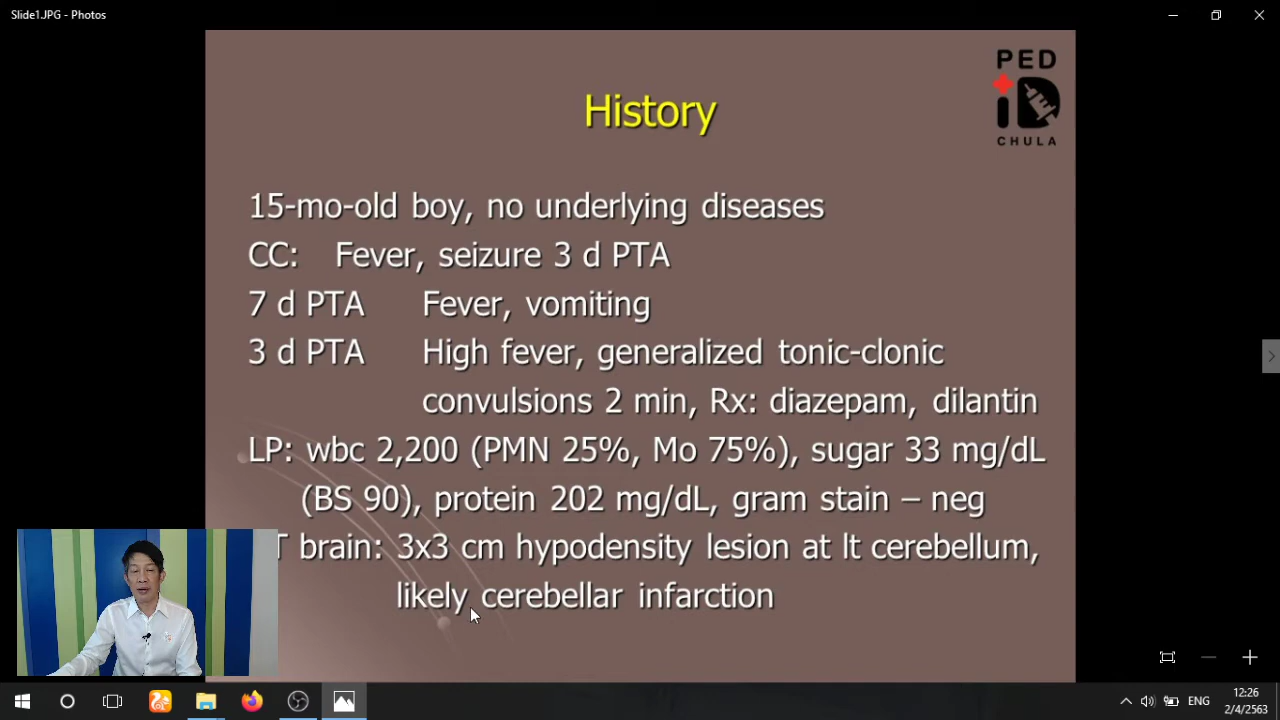 Slide1.JPG - Photos
PED
iD
CHULA
History
15-mo-old boy, no underlying diseases
CC: Fever, seizure 3 d PTA
7 d PTA Fever, vomiting
3 d PTA High fever, generalized tonic-clonic
convulsions 2 min, Rx: diazepam, dilantin
LP: wbc 2,200 (PMN 25%, Mo 75%), sugar 33 mg/dL
(BS 90), protein 202 mg/dL, gram stain – neg
T brain: 3x3 cm hypodensity lesion at lt cerebellum,
likely cerebellar infarction
ENG
12:26
2/4/2563